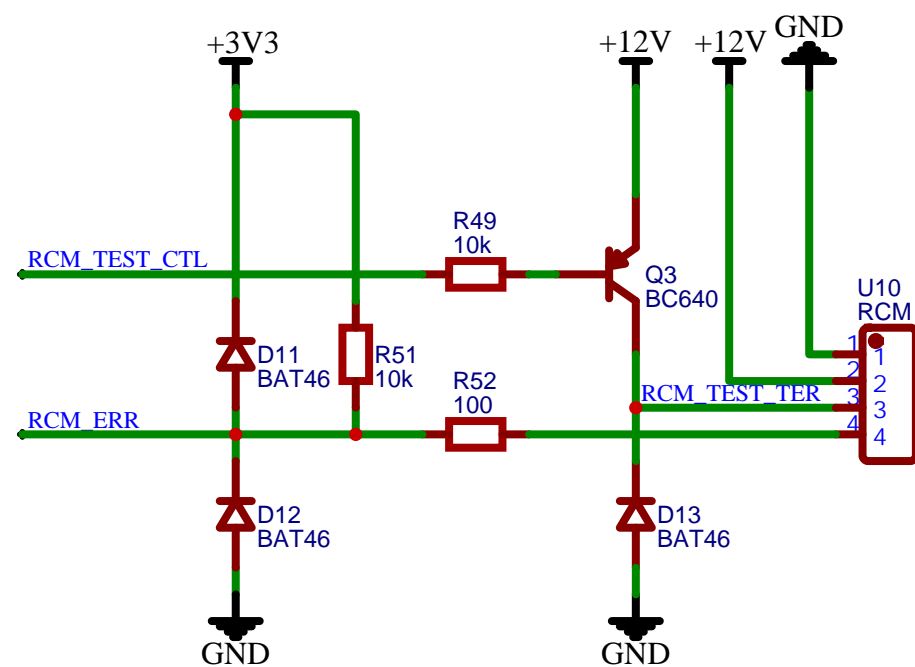 GND
+3V3
+12V
+12V
R49
10k
RCM_TEST_CTL
Q3
BC640
U10
RCM
D11
BAT46
R51
10k
1
1
2
2
R52
100
RCM_TEST_TER
3
3
RCM_ERR
4
4
D12
BAT46
D13
BAT46
GND
GND